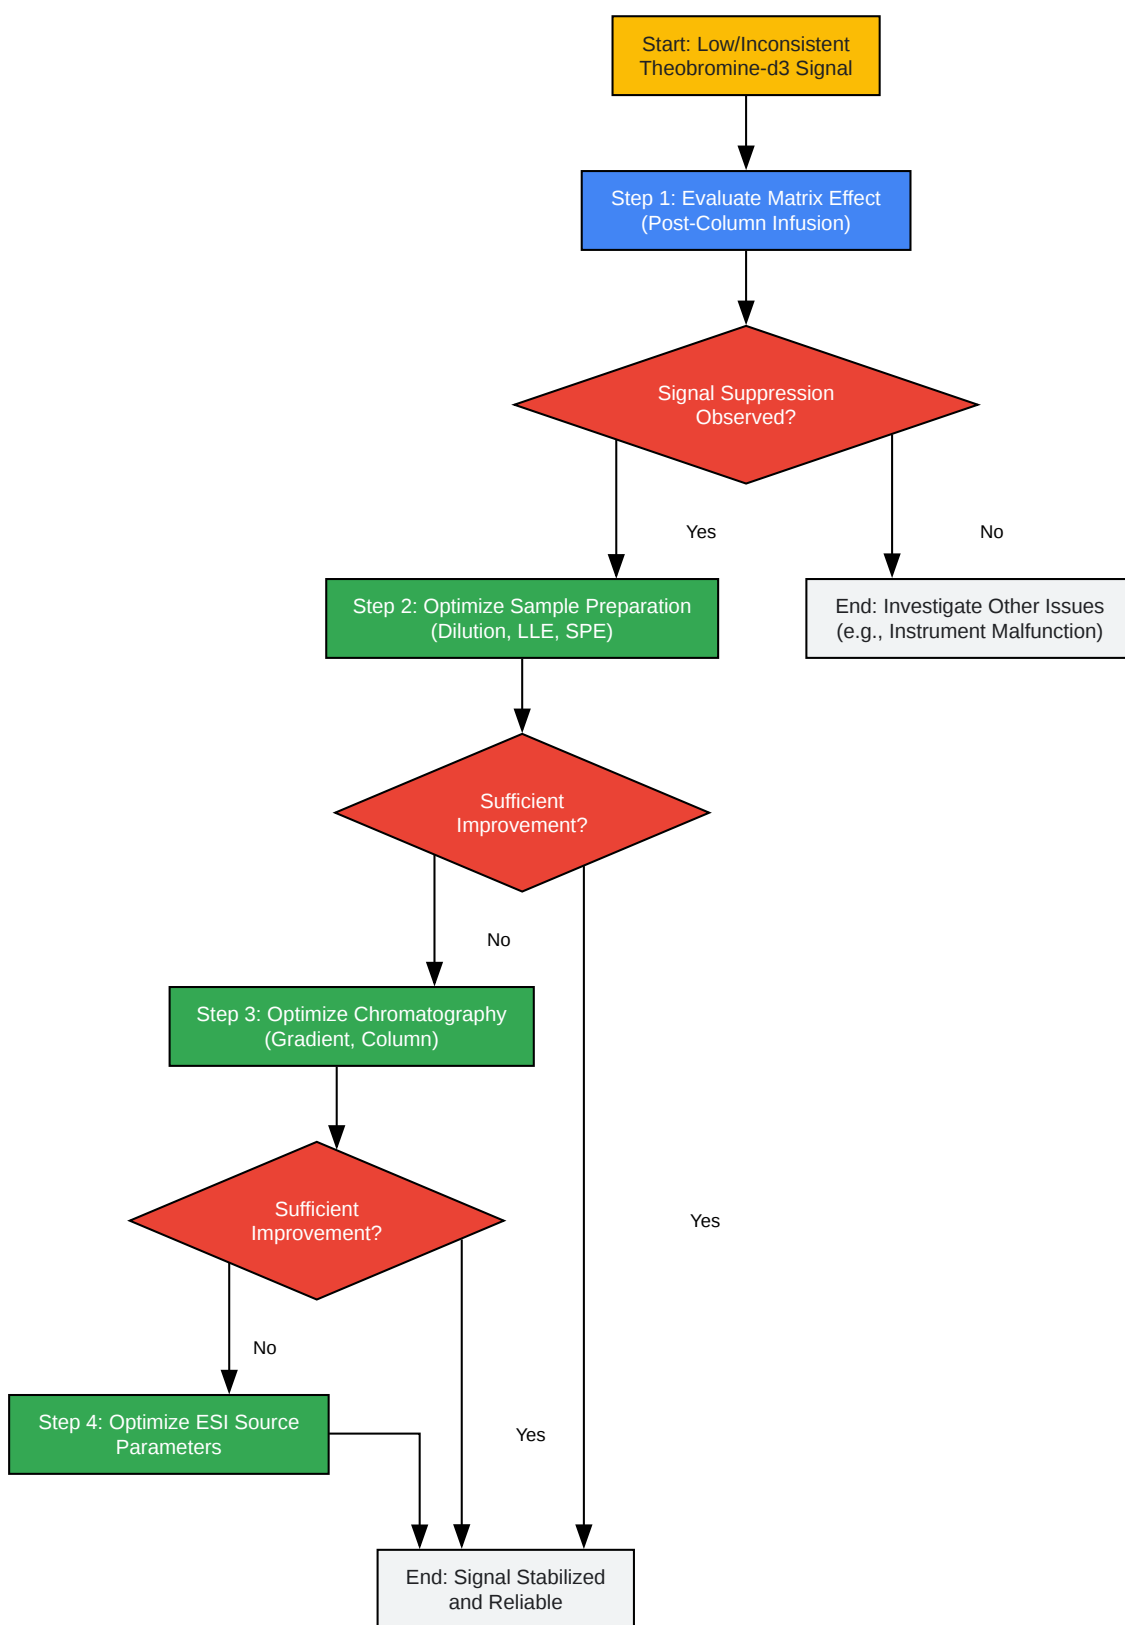 Start: Low/Inconsistent
Theobromine-d3 Signal
Step 1: Evaluate Matrix Effect
(Post-Column Infusion)
Signal Suppression
Observed?
Yes
No
Step 2: Optimize Sample Preparation
(Dilution, LLE, SPE)
End: Investigate Other Issues
(e.g., Instrument Malfunction)
Sufficient
Improvement?
No
Step 3: Optimize Chromatography
(Gradient, Column)
Sufficient
Improvement?
Yes
No
Step 4: Optimize ESI Source
Parameters
Yes
End: Signal Stabilized
and Reliable